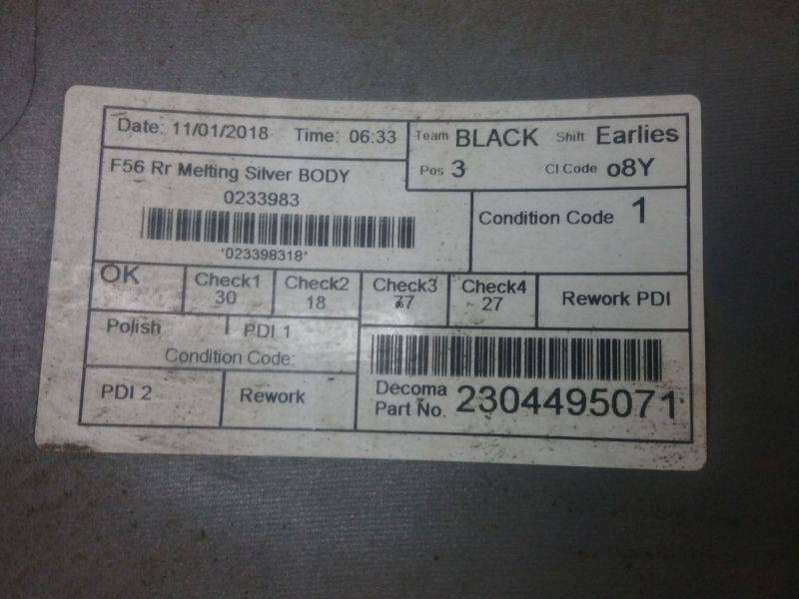 Date: 11/01/2018 Time: 06:33
Team BLACK Shift Earlies
Pos 3 CI Code o8Y
F56 Rr Melting Silver BODY
0233983
*023398318*
Condition Code 1
OK
Check1 30
Check2 18
Check3 77
Check4 27
Rework PDI
Polish PDI 1
Condition Code:
PDI 2
Rework
Decoma
Part No. 2304495071